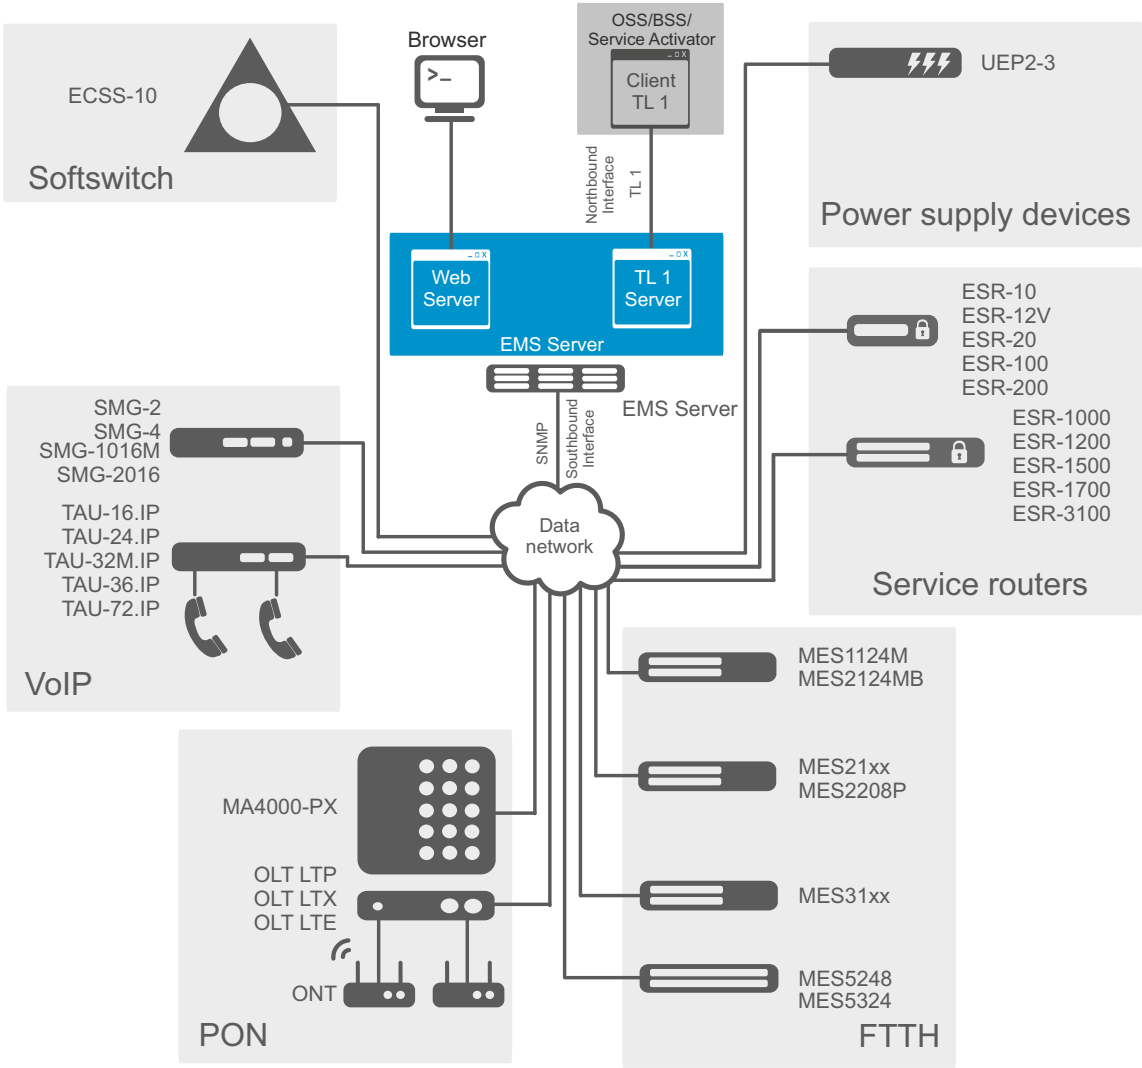 OSS/BSS/
Service Activator
Client
TL 1
Browser
>_
ECSS-10
Softswitch
UEP2-3
Power supply devices
Northbound
Interface
TL 1
Web
Server
TL 1
Server
EMS Server
EMS Server
SNMP
Southbound
Interface
ESR-10
ESR-12V
ESR-20
ESR-100
ESR-200
ESR-1000
ESR-1200
ESR-1500
ESR-1700
ESR-3100
Service routers
SMG-2
SMG-4
SMG-1016M
SMG-2016
TAU-16.IP
TAU-24.IP
TAU-32M.IP
TAU-36.IP
TAU-72.IP
VoIP
Data
network
MES1124M
MES2124MB
MES21xx
MES2208P
MES31xx
MES5248
MES5324
FTTH
MA4000-PX
OLT LTP
OLT LTX
OLT LTE
ONT
PON